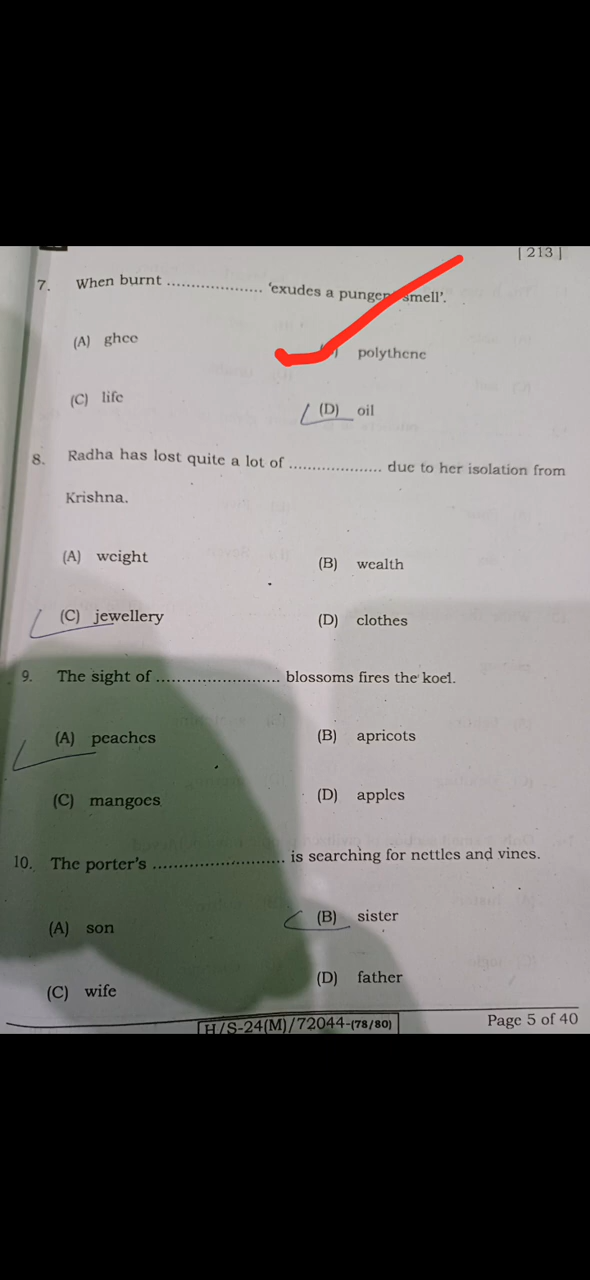 [ 213 ]
7. When burnt ................... 'exudes a pungent smell'.
(A) ghee
polythene
(C) life
(D) oil
8. Radha has lost quite a lot of ................... due to her isolation from
Krishna.
(A) weight
(B) wealth
(C) jewellery
(D) clothes
9. The sight of ........................ blossoms fires the koel.
(A) peaches
(B) apricots
(C) mangoes
(D) apples
10. The porter's .......................... is searching for nettles and vines.
(A) son
(B) sister
(C) wife
(D) father
H/S-24(M)/72044-(78/80)
Page 5 of 40